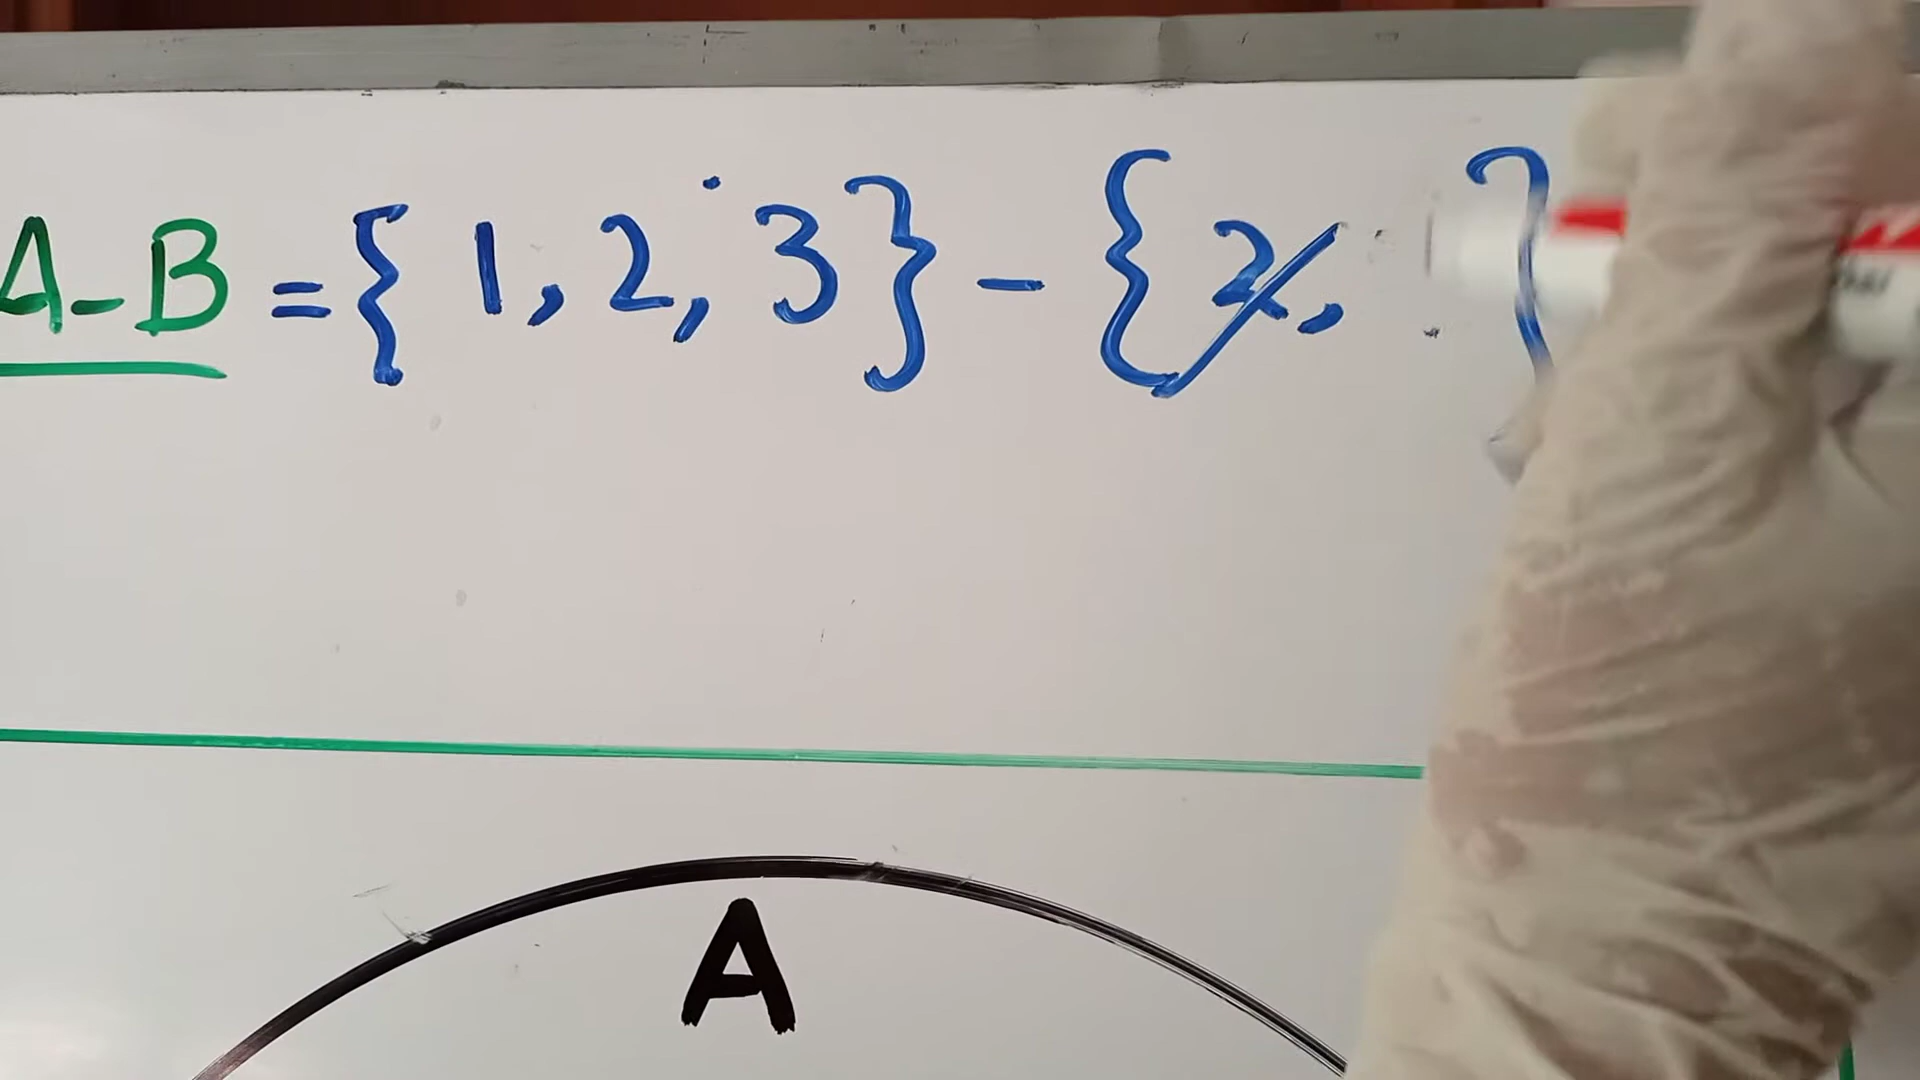 A-B = { 1, 2, 3 } - { 2, }
A